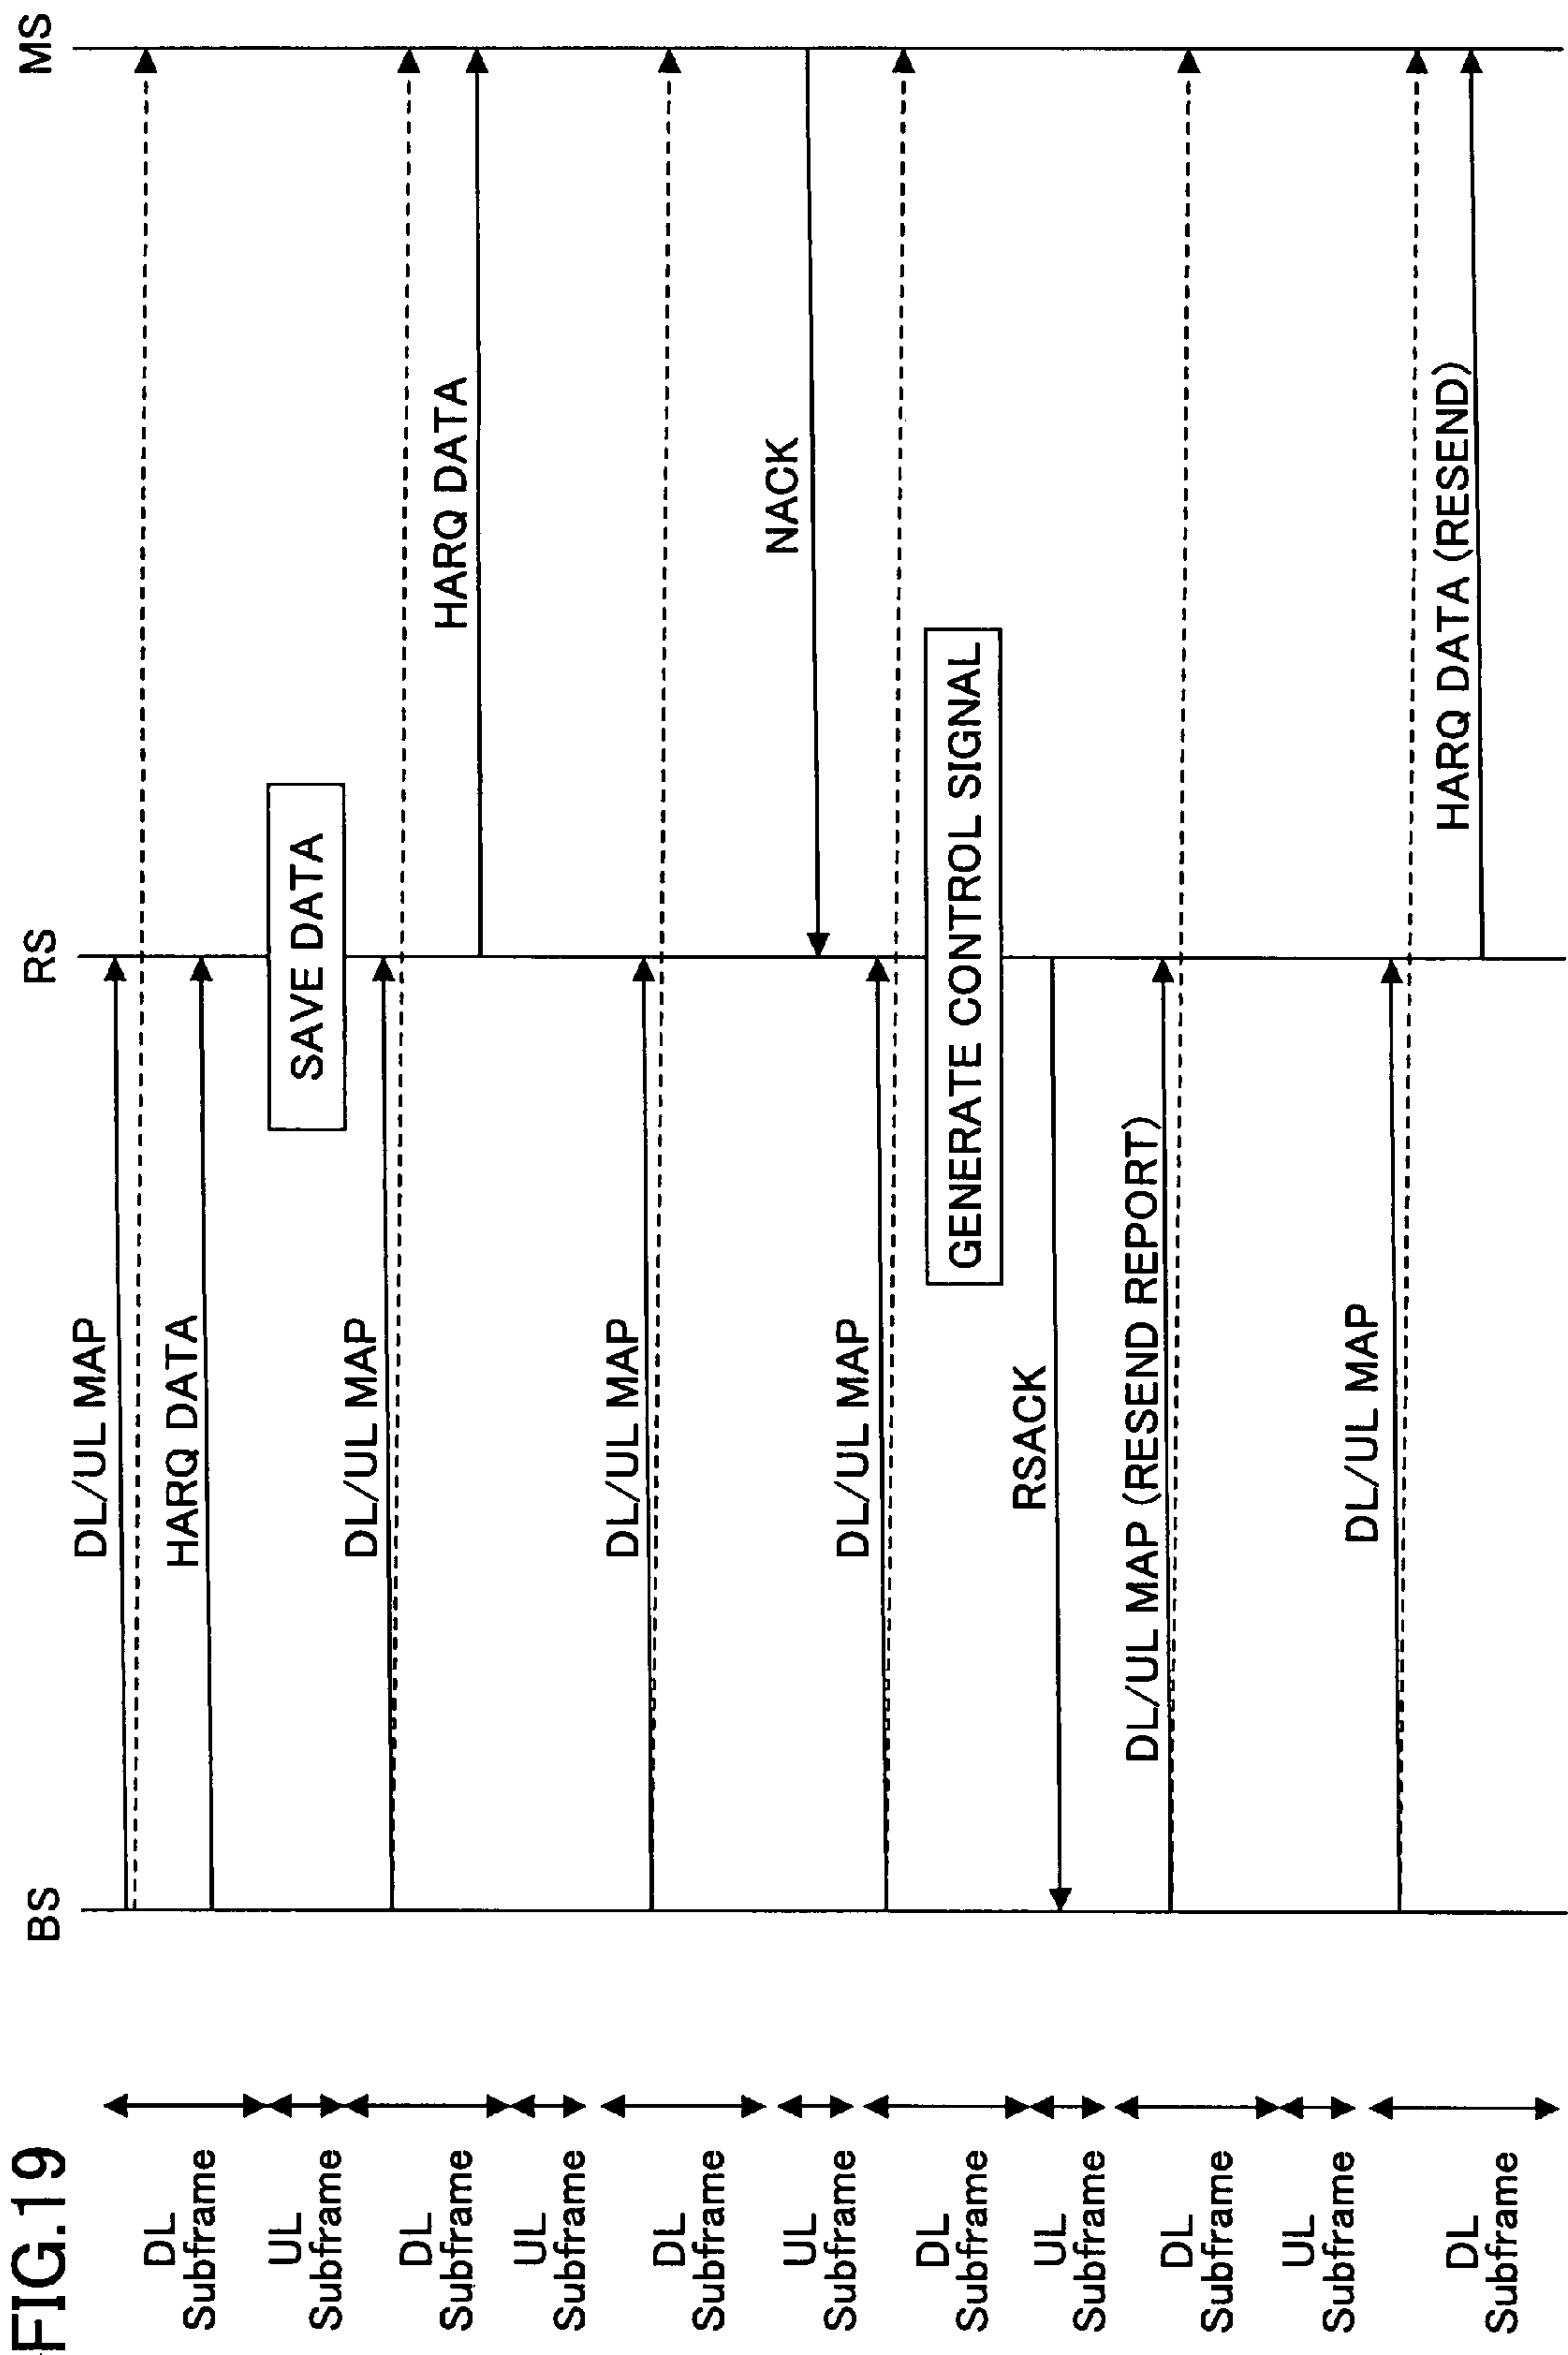 FIG.19
BS
RS
MS
DL
Subframe
DL/UL MAP
HARQ DATA
UL
Subframe
SAVE DATA
DL
Subframe
DL/UL MAP
HARQ DATA
UL
Subframe
DL
Subframe
DL/UL MAP
UL
Subframe
NACK
DL
Subframe
DL/UL MAP
GENERATE CONTROL SIGNAL
UL
Subframe
RSACK
DL
Subframe
DL/UL MAP (RESEND REPORT)
UL
Subframe
DL
Subframe
DL/UL MAP
HARQ DATA (RESEND)